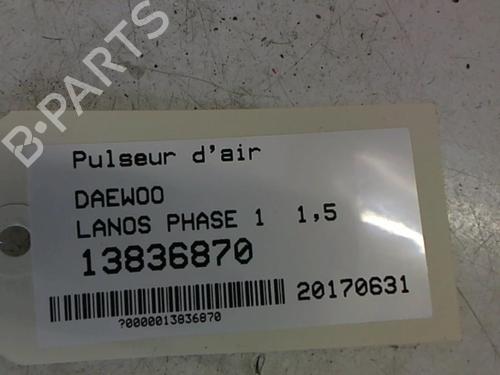 B-PARTS
Pulseur d'air
DAEWOO
LANOS PHASE 1 1,5
13836870
20170631
?0000013836870